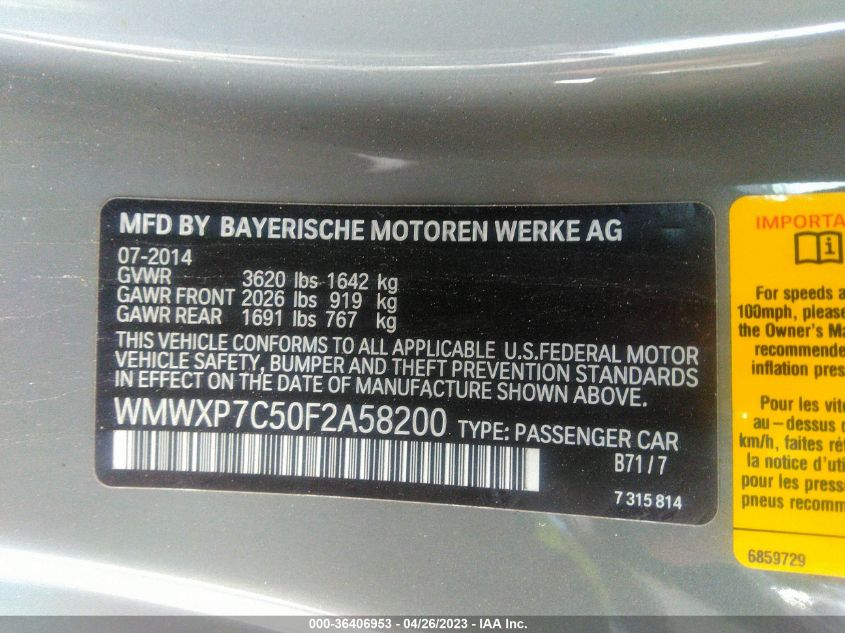 MFD BY BAYERISCHE MOTOREN WERKE AG
07-2014
GVWR 3620 lbs 1642 kg
GAWR FRONT 2026 lbs 919 kg
GAWR REAR 1691 lbs 767 kg
THIS VEHICLE CONFORMS TO ALL APPLICABLE U.S.FEDERAL MOTOR
VEHICLE SAFETY, BUMPER AND THEFT PREVENTION STANDARDS
IN EFFECT ON THE DATE OF MANUFACTURE SHOWN ABOVE.
WMWXP7C50F2A58200 TYPE: PASSENGER CAR
B71/7
7 315 814
IMPORTA
i
For speeds a
100mph, please
the Owner's Ma
recommende
inflation pres
Pour les vite
au-dessus d
km/h, faites ré
la notice d'uti
pour les press
pneus recomm
6859729
000-36406953 - 04/26/2023 - IAA Inc.